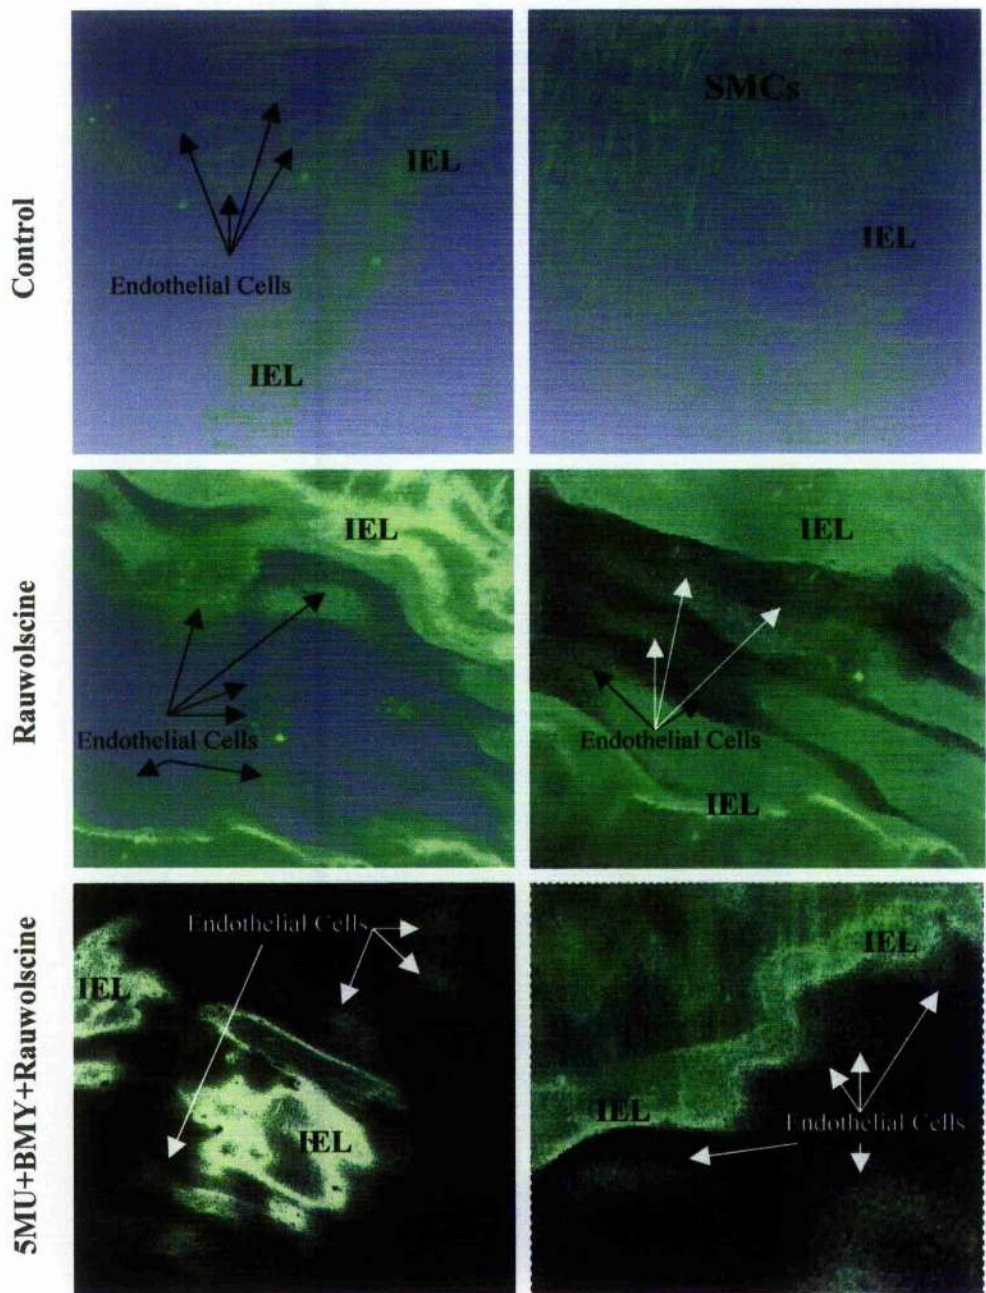 Control
Endothelial Cells
IEL
IEL
SMCs
IEL
Rauwolscine
IEL
Endothelial Cells
IEL
Endothelial Cells
IEL
5MU+BMY+Rauwolscine
Endothelial Cells
IEL
IEL
IEL
IEL
Endothelial Cells